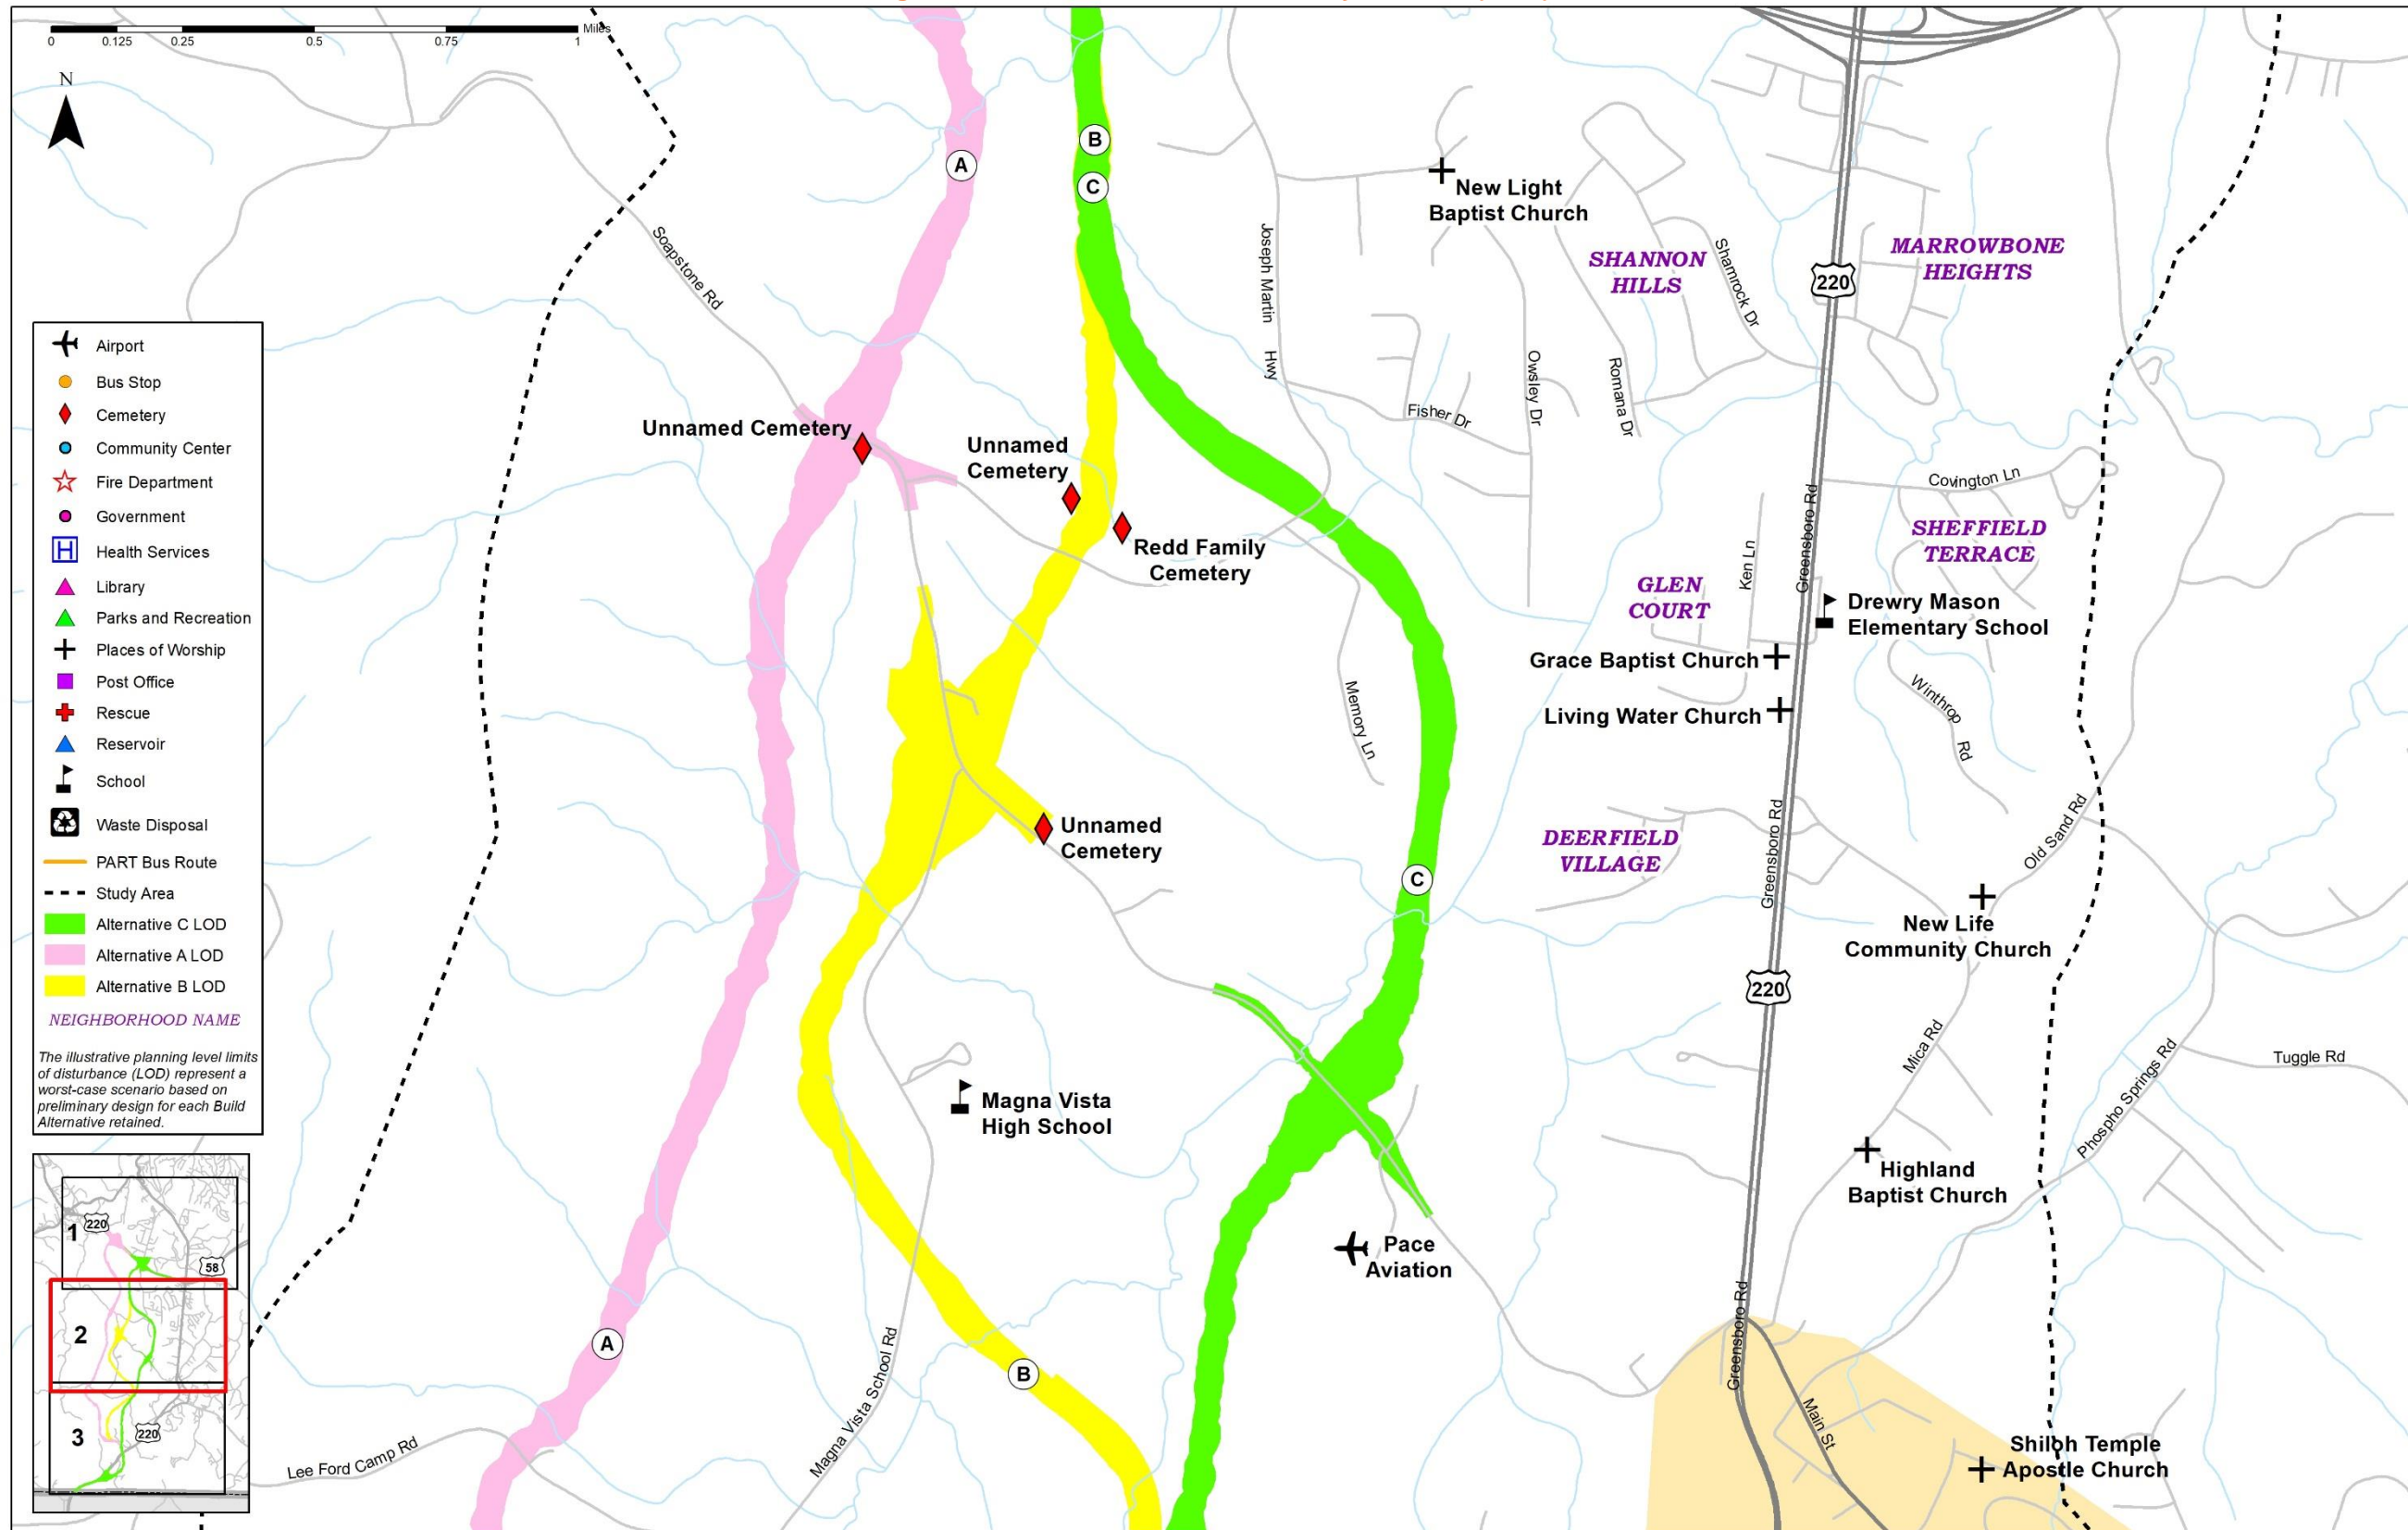 0 0.125 0.25 0.5 0.75 1 Miles
N
B
A
C
New Light
Baptist Church
Soapstone Rd
Joseph Martin Hwy
SHANNON
HILLS
Shamrock Dr
220
MARROWBONE
HEIGHTS
Owsley Dr
Romana Dr
Fisher Dr
Unnamed Cemetery
Unnamed
Cemetery
Redd Family
Cemetery
Covington Ln
SHEFFIELD
TERRACE
Greensboro Rd
Ken Ln
GLEN
COURT
Drewry Mason
Elementary School
Grace Baptist Church
Living Water Church
Winthrop Rd
Memory Ln
Unnamed
Cemetery
DEERFIELD
VILLAGE
Greensboro Rd
Old Sand Rd
C
New Life
Community Church
220
Mica Rd
Phospho Springs Rd
Tuggle Rd
Magna Vista
High School
Highland
Baptist Church
Pace
Aviation
A
B
Magna Vista School Rd
Lee Ford Camp Rd
Greensboro Rd
Main St
Shiloh Temple
Apostle Church
Airport
Bus Stop
Cemetery
Community Center
Fire Department
Government
H Health Services
Library
Parks and Recreation
Places of Worship
Post Office
Rescue
Reservoir
School
Waste Disposal
PART Bus Route
Study Area
Alternative C LOD
Alternative A LOD
Alternative B LOD
NEIGHBORHOOD NAME
The illustrative planning level limits
of disturbance (LOD) represent a
worst-case scenario based on
preliminary design for each Build
Alternative retained.
1
220
58
2
3
220